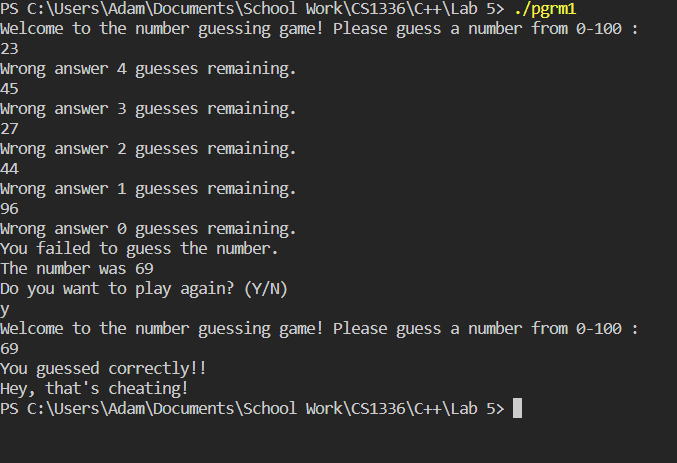 PS C:\Users\Adam\Documents\School Work\CS1336\C++\Lab 5> ./pgrm1
Welcome to the number guessing game! Please guess a number from 0-100 :
23
Wrong answer 4 guesses remaining.
45
Wrong answer 3 guesses remaining.
27
Wrong answer 2 guesses remaining.
44
Wrong answer 1 guesses remaining.
96
Wrong answer 0 guesses remaining.
You failed to guess the number.
The number was 69
Do you want to play again? (Y/N)
y
Welcome to the number guessing game! Please guess a number from 0-100 :
69
You guessed correctly!!
Hey, that's cheating!
PS C:\Users\Adam\Documents\School Work\CS1336\C++\Lab 5>